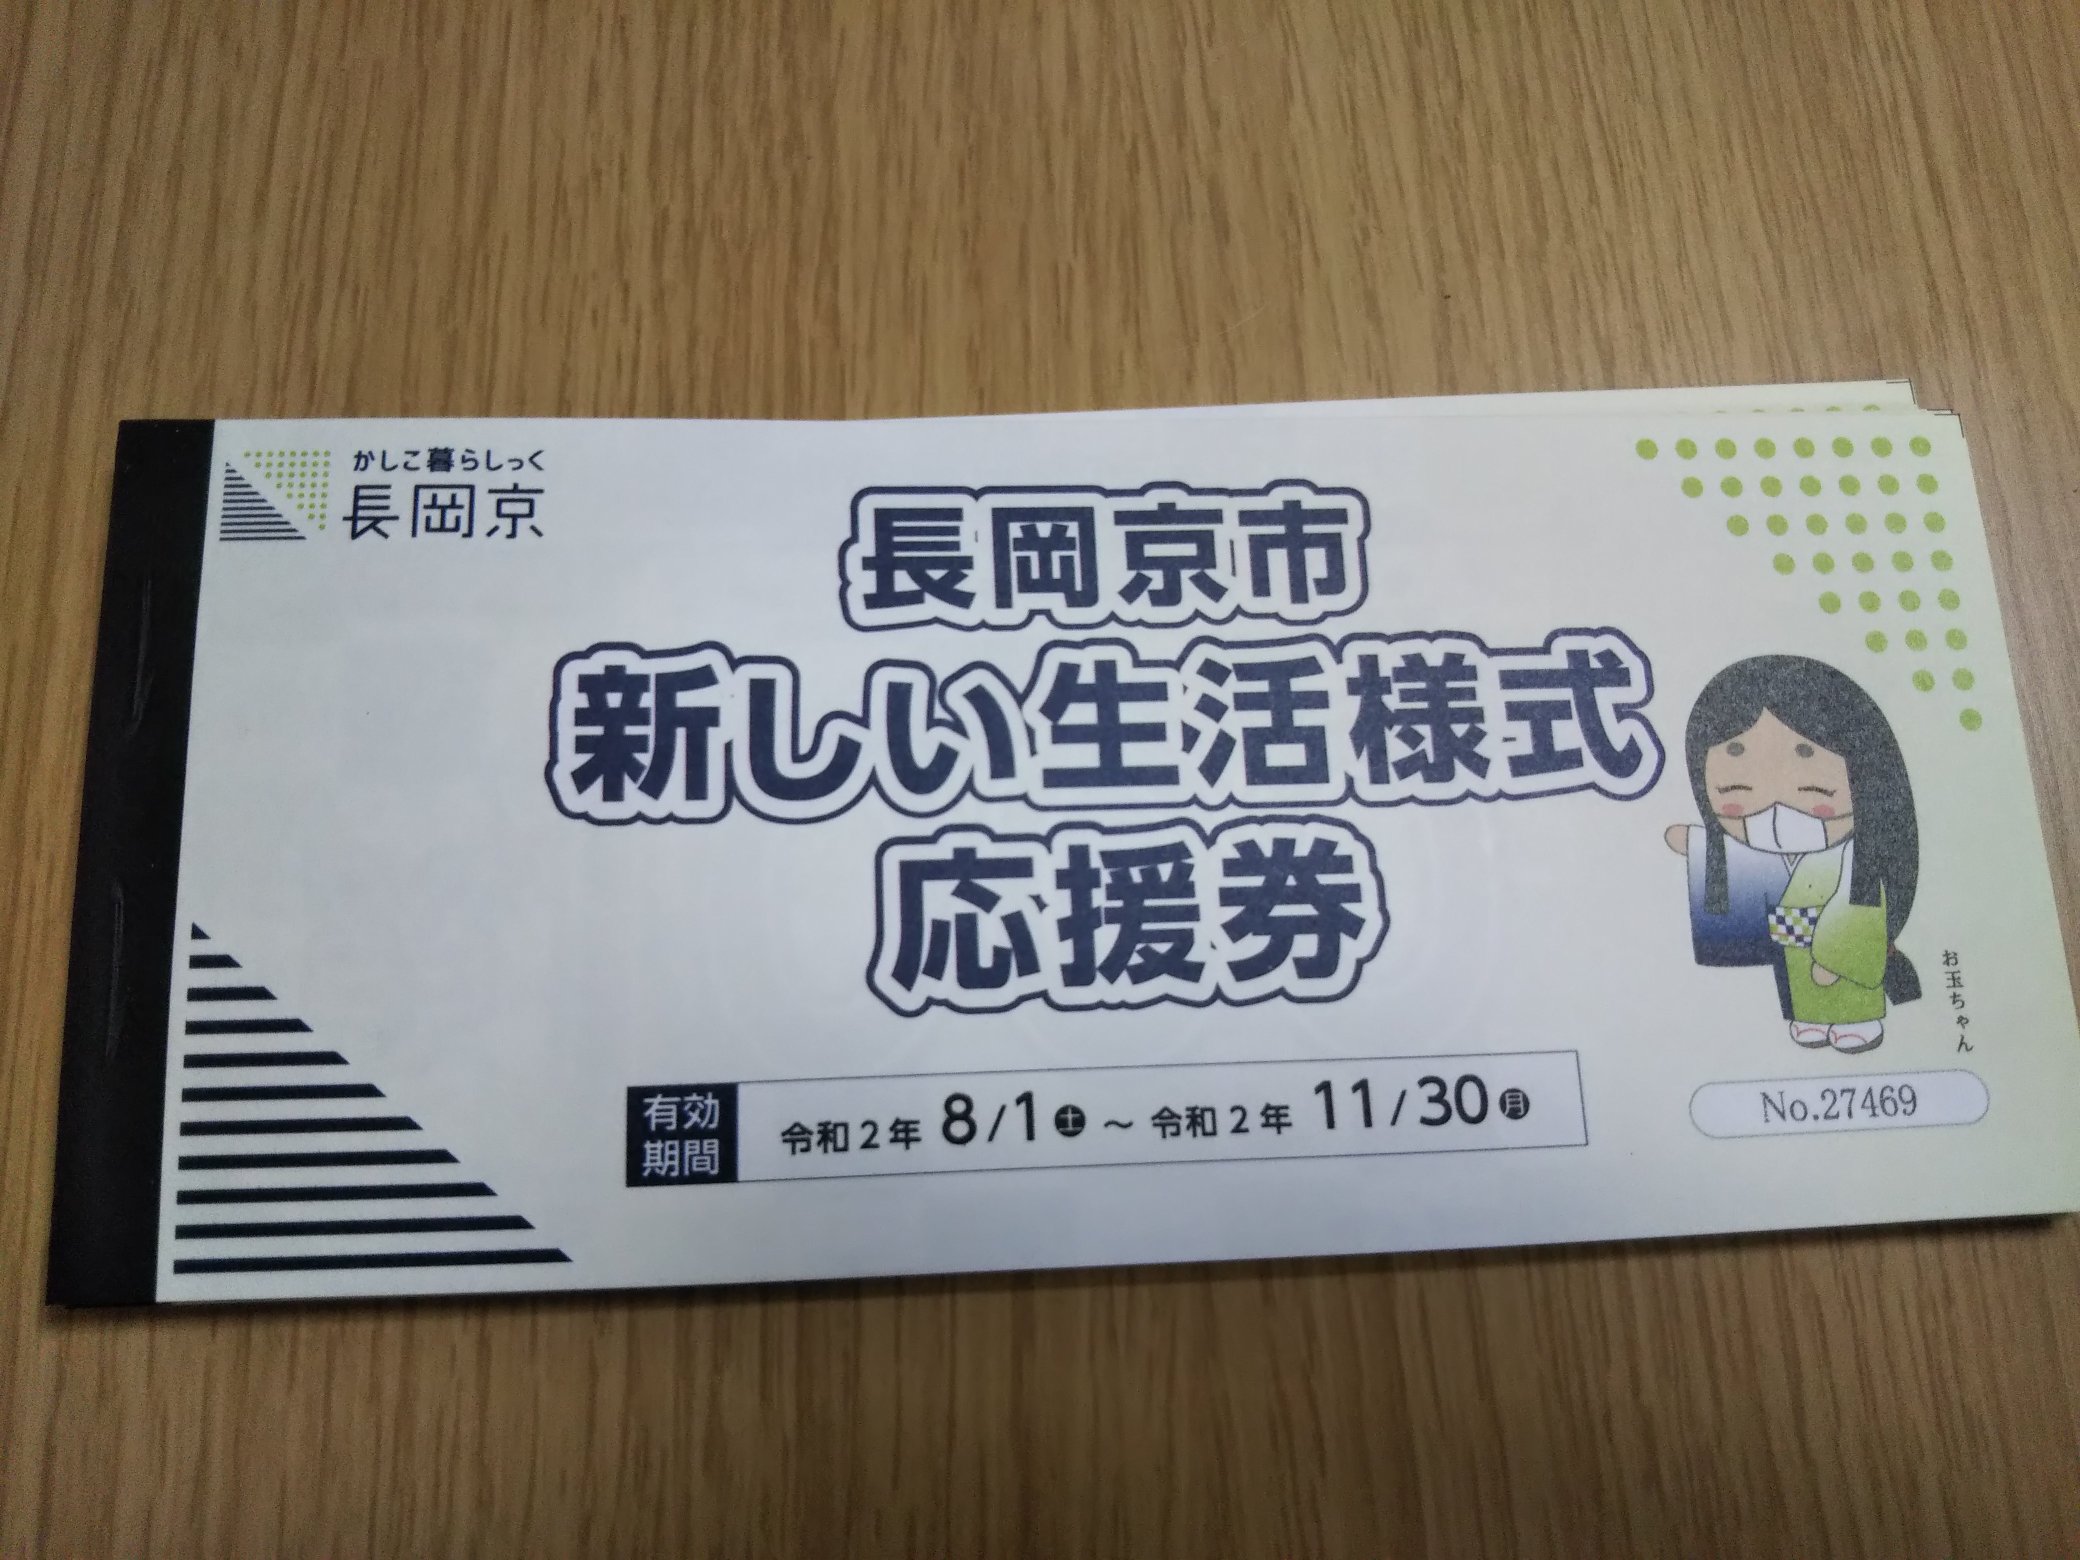 かしこ暮らしっく
長岡京
長岡京市
新しい生活様式
応援券
お玉ちゃん
有効
期間
令和2年 8/1㊏～令和2年 11/30㊊
No.27469